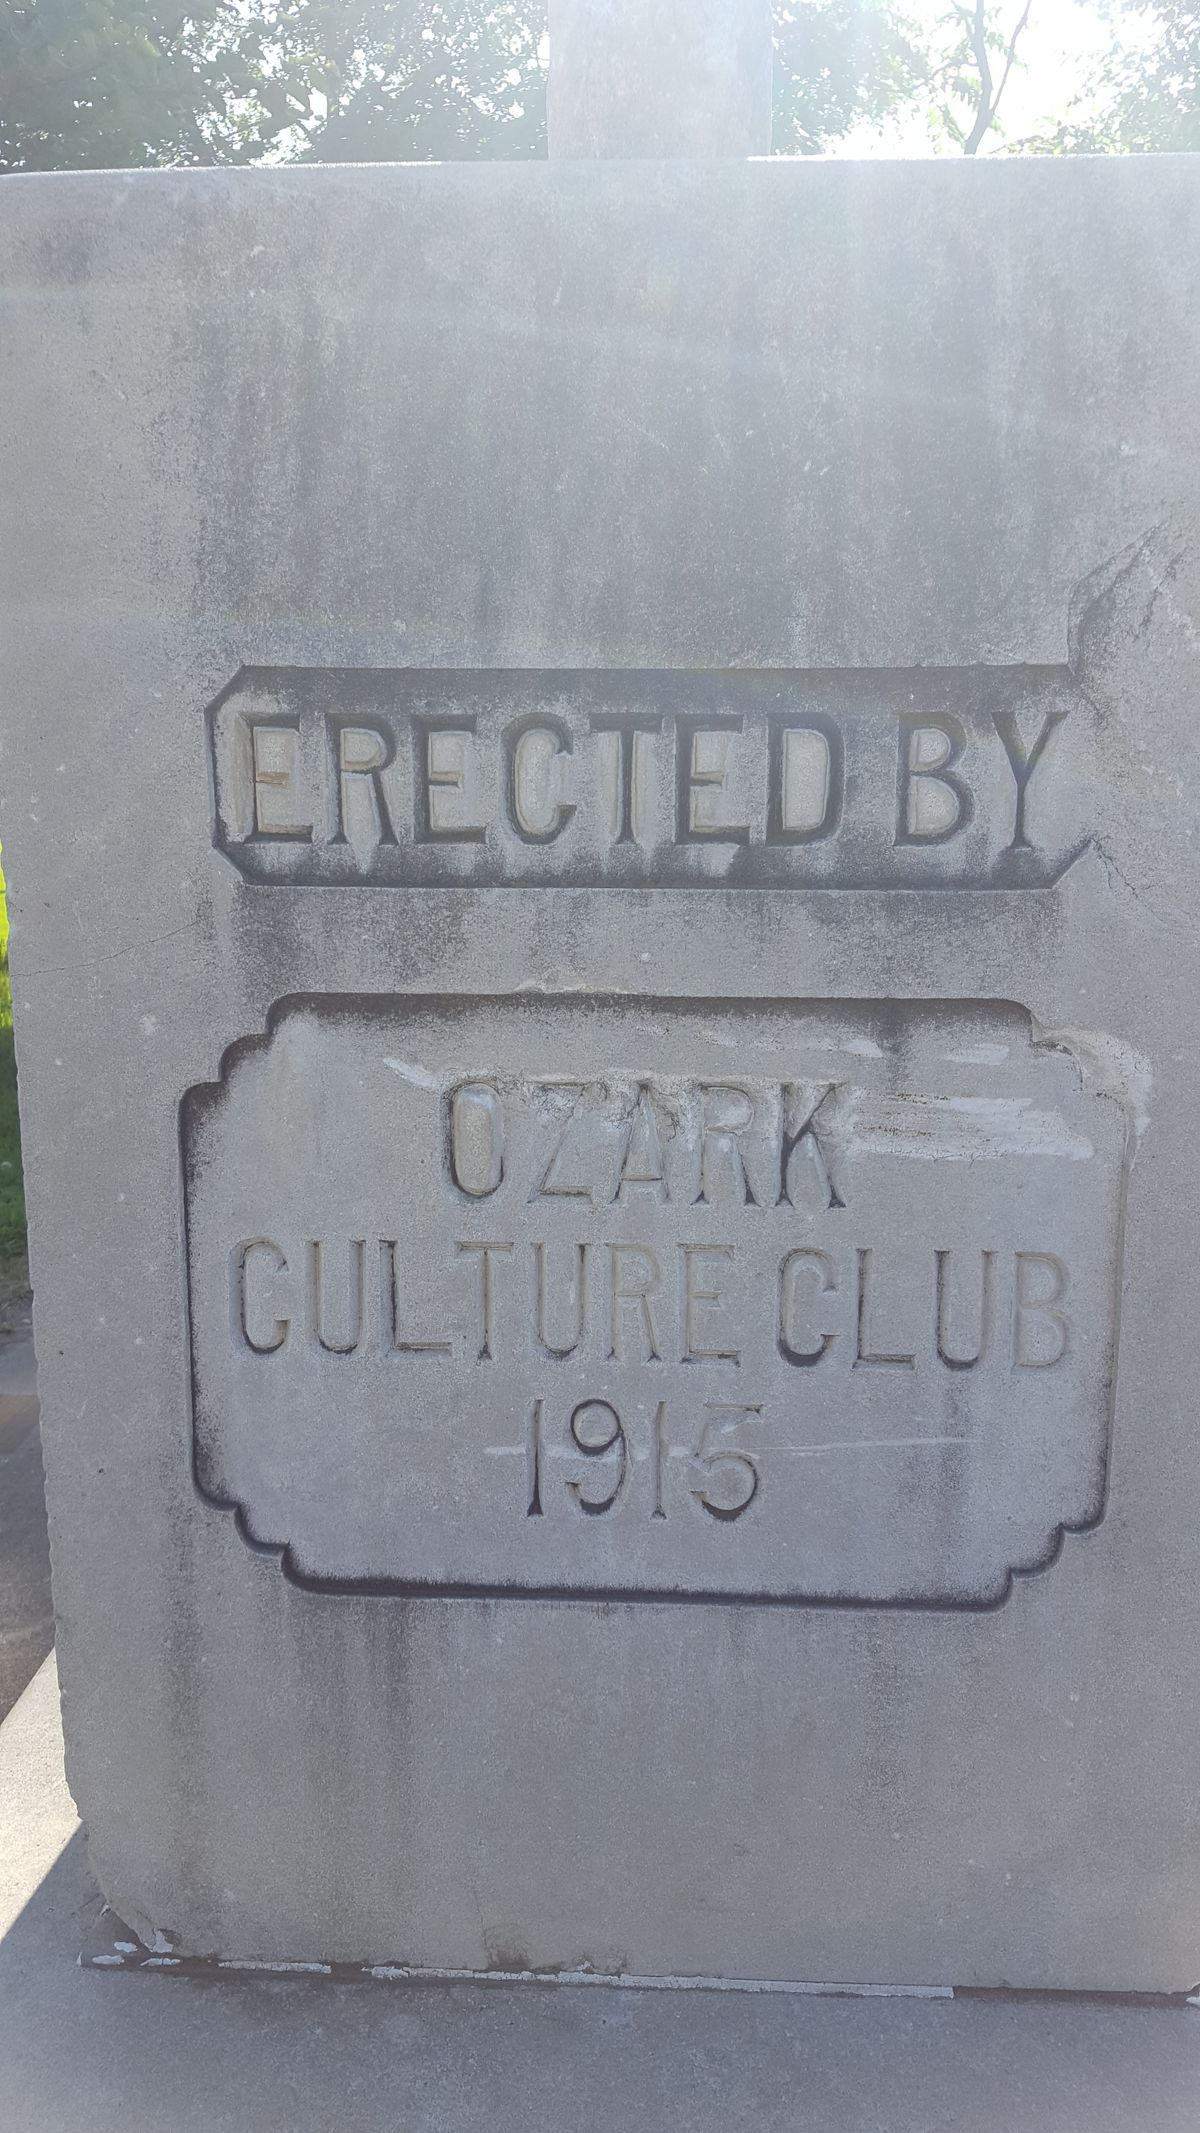 ERECTED BY
OZARK
CULTURE CLUB
1915